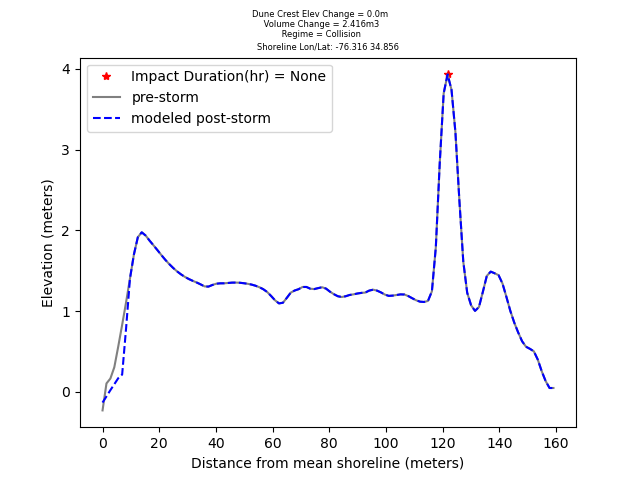 Dune Crest Elev Change = 0.0m
Volume Change = 2.416m3
Regime = Collision
Shoreline Lon/Lat: -76.316 34.856
Impact Duration(hr) = None
pre-storm
modeled post-storm
4
3
2
1
0
Elevation (meters)
0 20 40 60 80 100 120 140 160
Distance from mean shoreline (meters)